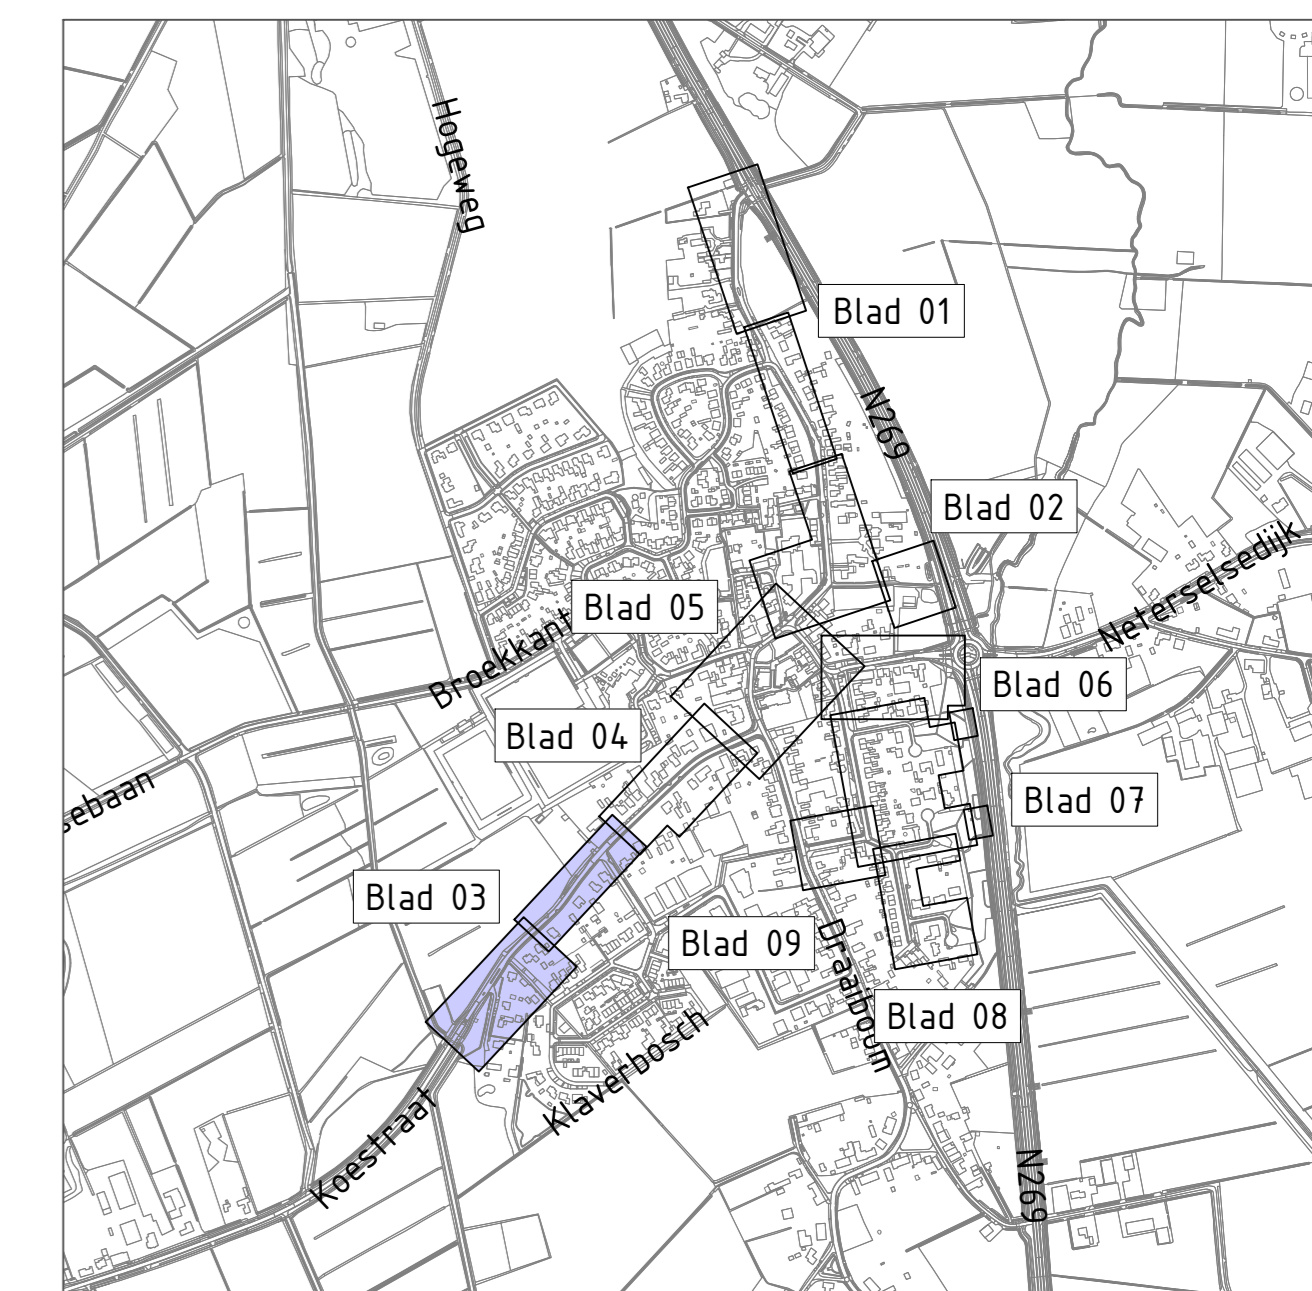 Hogeweg
Blad 01
N269
Blad 02
Neterselsedijk
Blad 05
Broekkant
Blad 06
Blad 04
sebaan
Blad 07
Blad 03
Blad 09
Draaiboom
Blad 08
Klaverbosch
Koestraat
N269